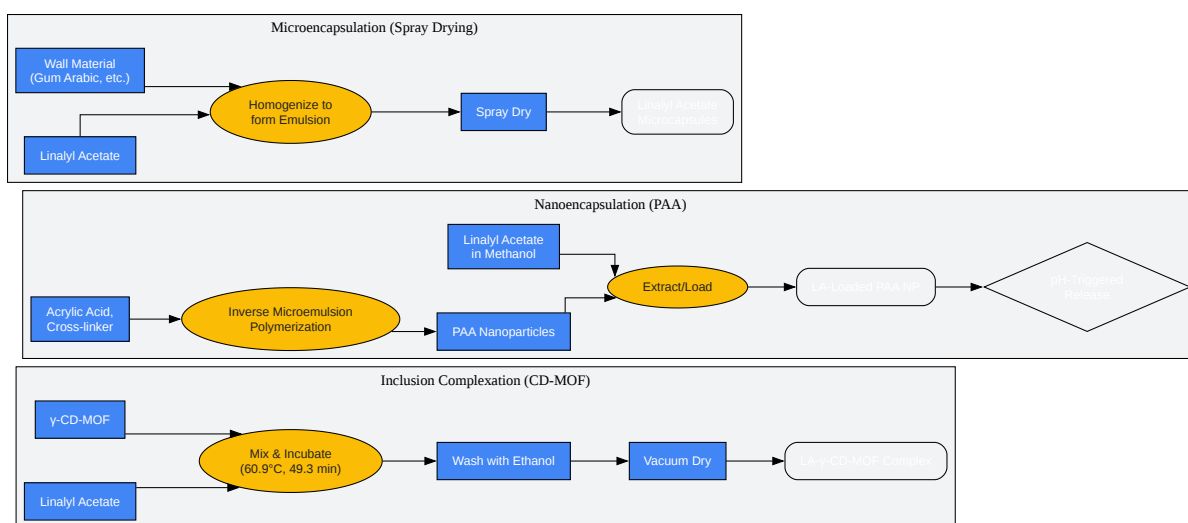 Microencapsulation (Spray Drying)
Wall Material
(Gum Arabic, etc.)
Homogenize to
form Emulsion
Spray Dry
Linalyl Acetate
Microcapsules
Linalyl Acetate
Nanoencapsulation (PAA)
Linalyl Acetate
in Methanol
Extract/Load
LA-Loaded PAA NP
pH-Triggered
Release
Acrylic Acid,
Cross-linker
Inverse Microemulsion
Polymerization
PAA Nanoparticles
Inclusion Complexation (CD-MOF)
γ-CD-MOF
Mix & Incubate
(60.9°C, 49.3 min)
Wash with Ethanol
Vacuum Dry
LA-γ-CD-MOF Complex
Linalyl Acetate